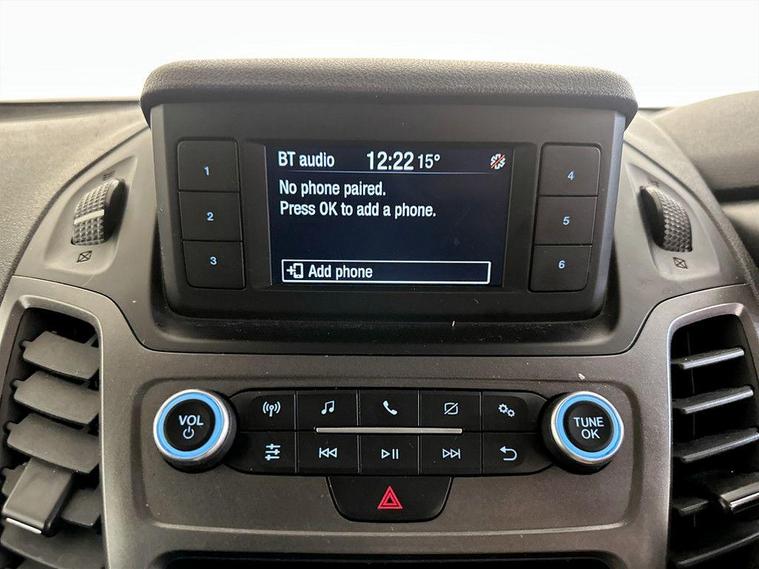 BT audio 12:22 15°
No phone paired.
Press OK to add a phone.
Add phone
1
2
3
4
5
6
VOL
TUNE
OK